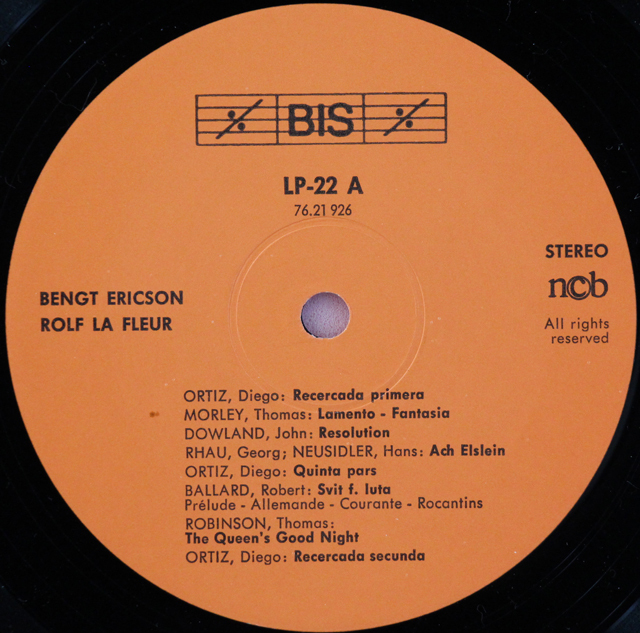 BIS
LP-22 A
76.21 926
STEREO
ncb
All rights
reserved
BENGT ERICSON
ROLF LA FLEUR
ORTIZ, Diego: Recercada primera
MORLEY, Thomas: Lamento - Fantasia
DOWLAND, John: Resolution
RHAU, Georg; NEUSIDLER, Hans: Ach Elslein
ORTIZ, Diego: Quinta pars
BALLARD, Robert: Svit f. luta
Prélude - Allemande - Courante - Rocantins
ROBINSON, Thomas:
The Queen's Good Night
ORTIZ, Diego: Recercada secunda